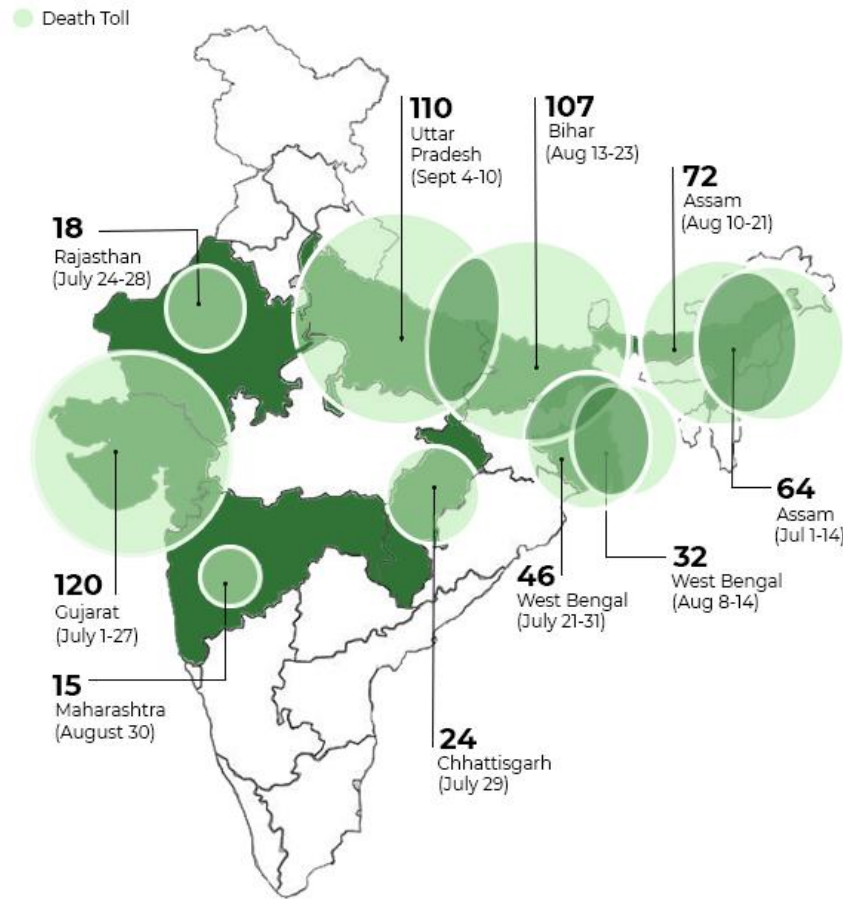 Death Toll
110
Uttar
Pradesh
(Sept 4-10)
107
Bihar
(Aug 13-23)
72
Assam
(Aug 10-21)
18
Rajasthan
(July 24-28)
64
Assam
(Jul 1-14)
120
Gujarat
(July 1-27)
46
West Bengal
(July 21-31)
32
West Bengal
(Aug 8-14)
15
Maharashtra
(August 30)
24
Chhattisgarh
(July 29)